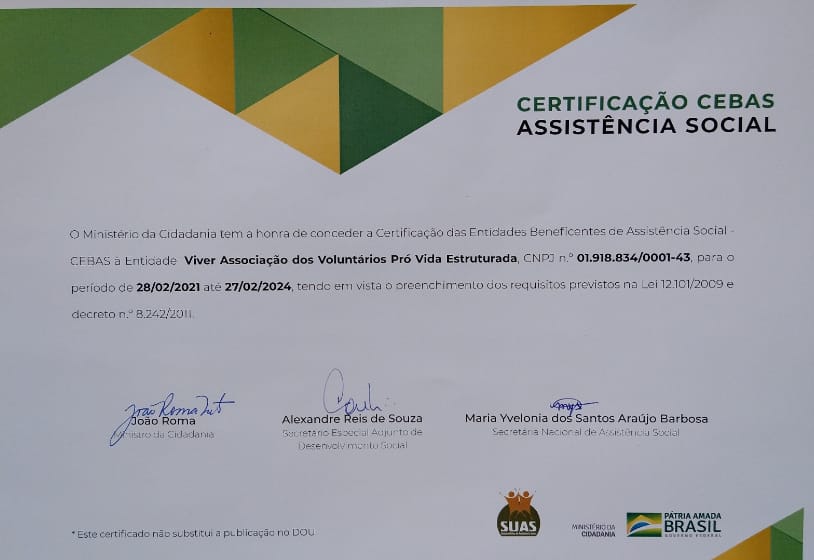 CERTIFICAÇÃO CEBAS
ASSISTÊNCIA SOCIAL
O Ministério da Cidadania tem a honra de conceder a Certificação das Entidades Beneficentes de Assistência Social -
CEBAS à Entidade Viver Associação dos Voluntários Pró Vida Estruturada, CNPJ n.º 01.918.834/0001-43, para o
período de 28/02/2021 até 27/02/2024, tendo em vista o preenchimento dos requisitos previstos na Lei 12.101/2009 e
decreto n.º 8.242/2011.
João Roma
Ministro da Cidadania
Alexandre Reis de Souza
Secretário Especial Adjunto de
Desenvolvimento Social
Maria Yvelonia dos Santos Araújo Barbosa
Secretária Nacional de Assistência Social
* Este certificado não substitui a publicação no DOU
SUAS
MINISTÉRIO DA
CIDADANIA
PÁTRIA AMADA
BRASIL
GOVERNO FEDERAL